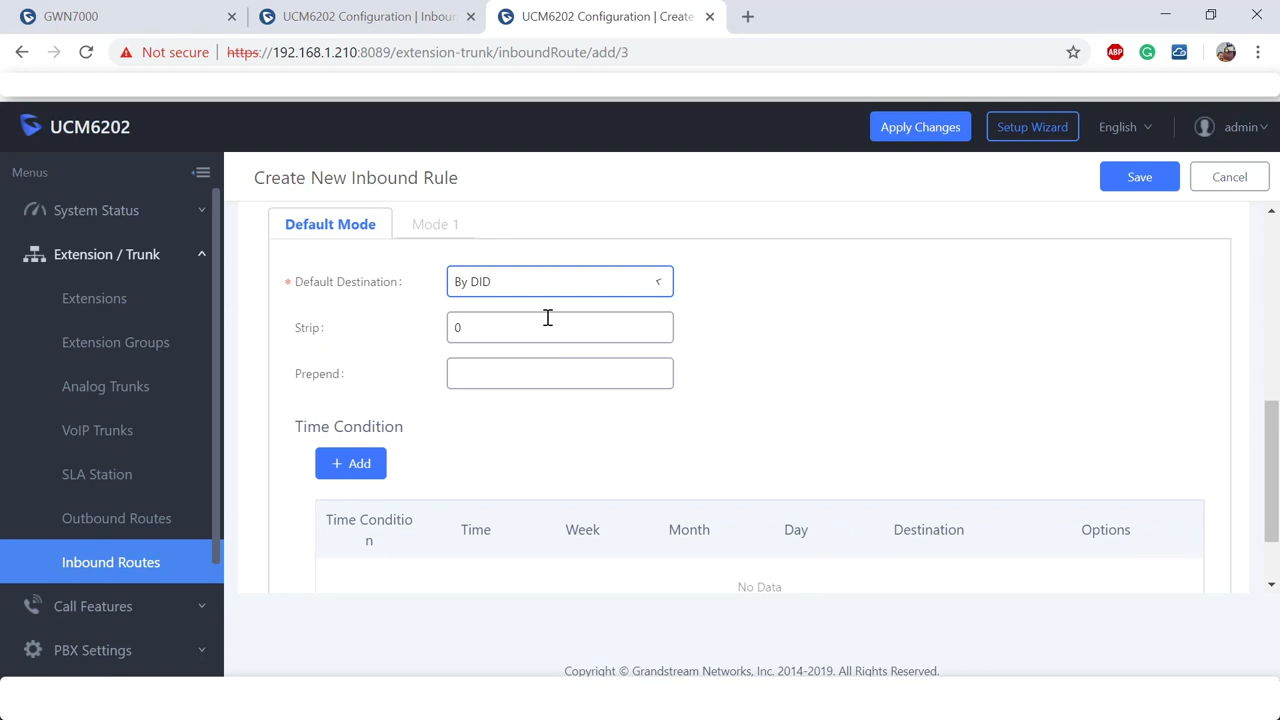 GWN7000
UCM6202 Configuration | Inboun
UCM6202 Configuration | Create
Not secure
https://192.168.1.210:8089/extension-trunk/inboundRoute/add/3
ABP
G
UCM6202
Apply Changes
Setup Wizard
English
admin
Menus
System Status
Extension / Trunk
Extensions
Extension Groups
Analog Trunks
VoIP Trunks
SLA Station
Outbound Routes
Inbound Routes
Call Features
PBX Settings
Create New Inbound Rule
Save
Cancel
Default Mode
Mode 1
* Default Destination:
By DID
Strip:
0
Prepend:
Time Condition
+ Add
Time Conditio
n
Time
Week
Month
Day
Destination
Options
No Data
Copyright © Grandstream Networks, Inc. 2014-2019. All Rights Reserved.